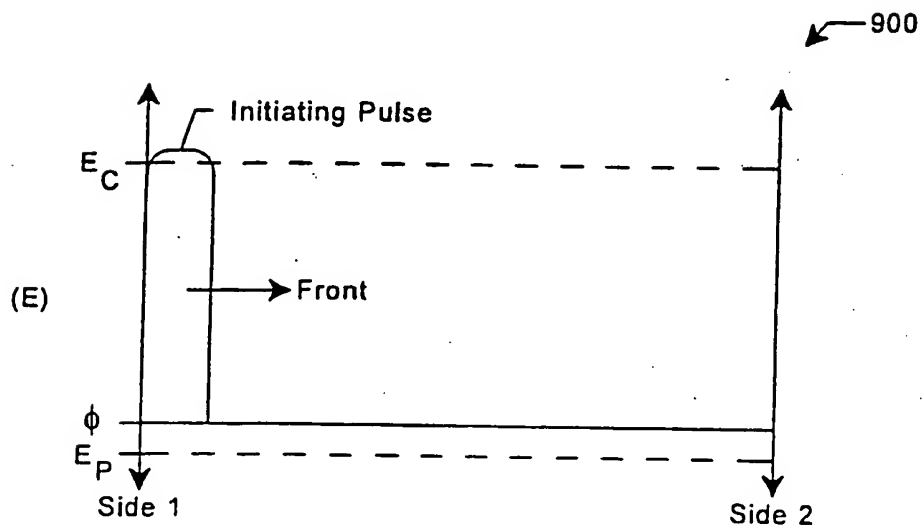 900
Initiating Pulse
E_C
(E)
Front
ϕ
E_P
Side 1
Side 2